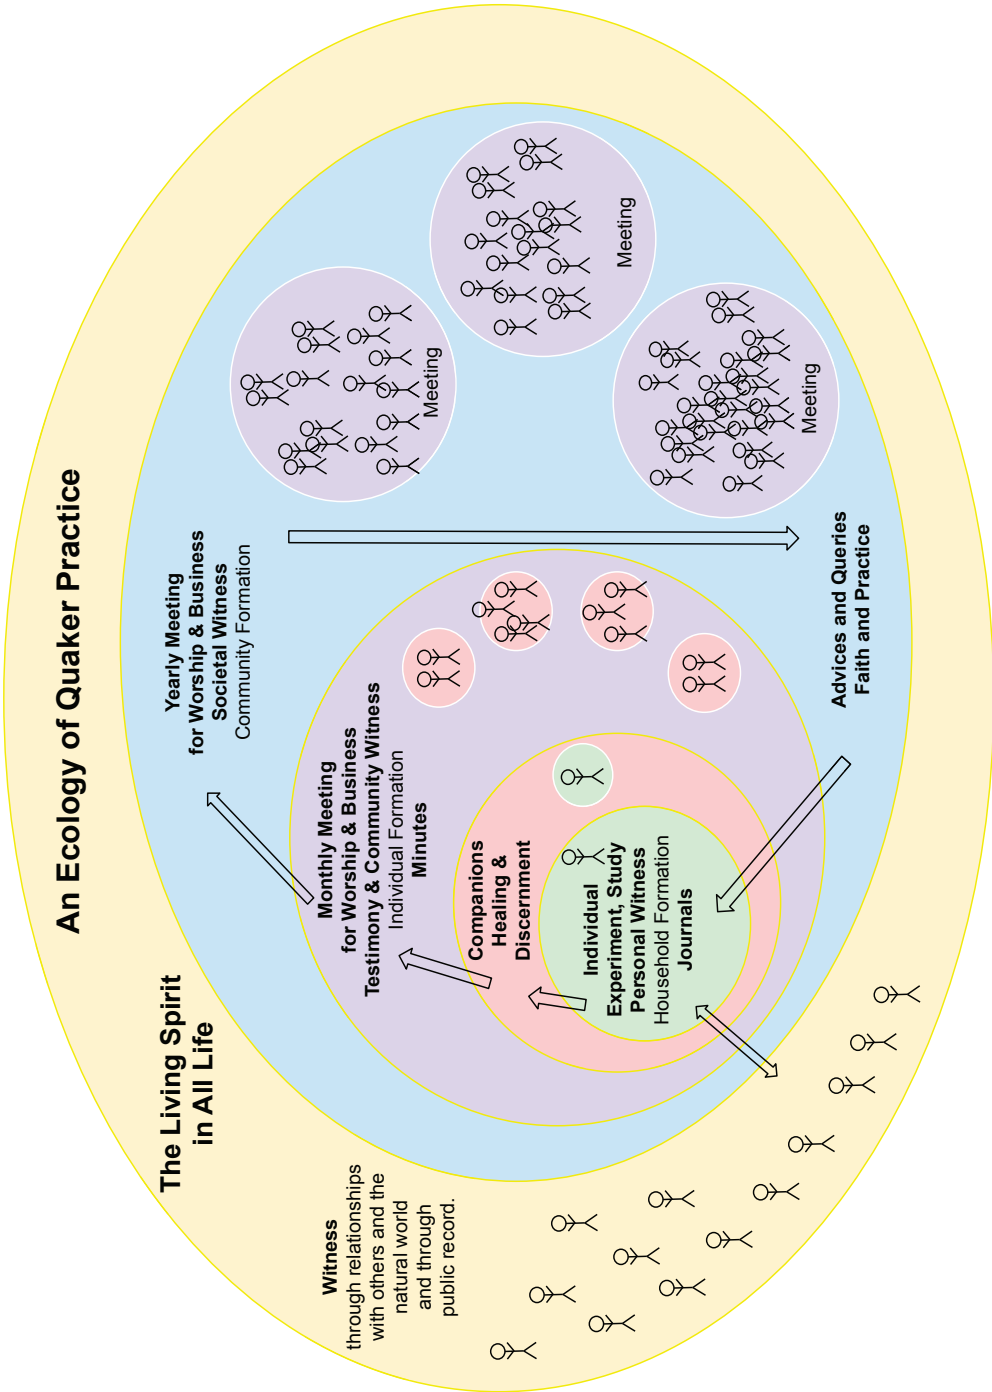 An Ecology of Quaker Practice
The Living Spirit
in All Life
Witness
through relationships
with others and the
natural world
and through
public record.
Yearly Meeting
for Worship & Business
Societal Witness
Community Formation
Monthly Meeting
for Worship & Business
Testimony & Community Witness
Individual Formation
Minutes
Companions
Healing &
Discernment
Individual
Experiment, Study
Personal Witness
Household Formation
Journals
Meeting
Meeting
Meeting
Advices and Queries
Faith and Practice